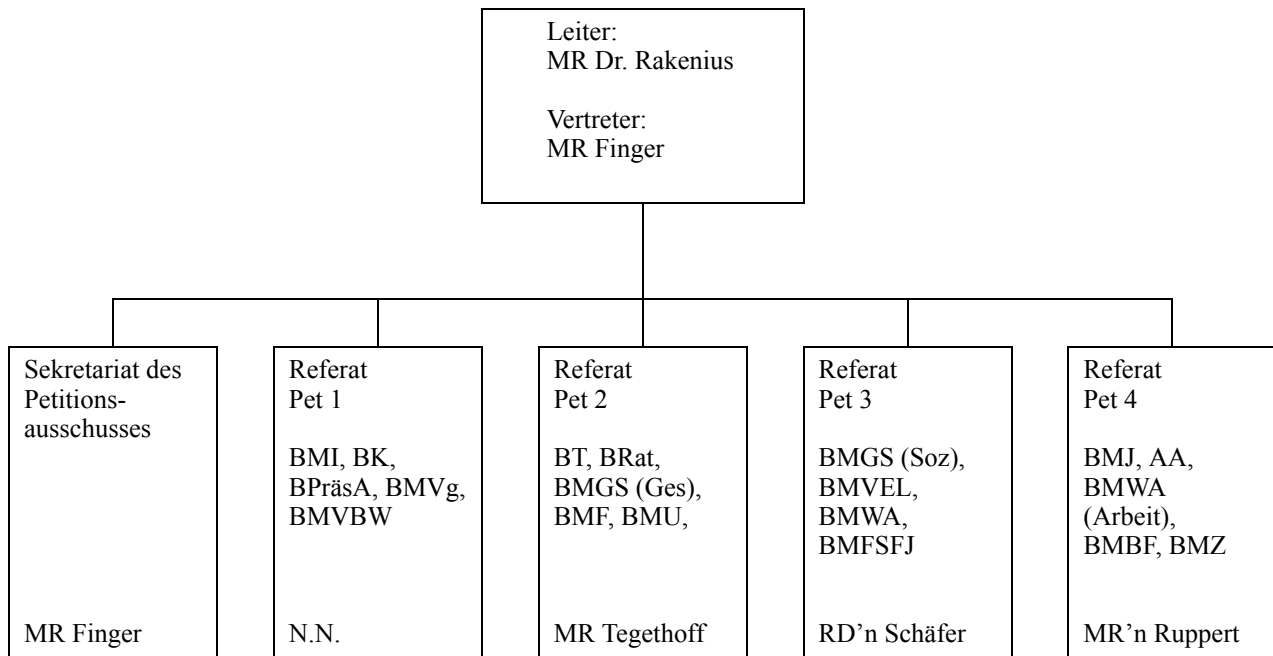 Leiter:
MR Dr. Rakenius
Vertreter:
MR Finger
Sekretariat des
Petitions-
ausschusses
MR Finger
Referat
Pet 1
BMI, BK,
BPräsA, BMVg,
BMVBW
N.N.
Referat
Pet 2
BT, BRat,
BMGS (Ges),
BMF, BMU,
MR Tegethoff
Referat
Pet 3
BMGS (Soz),
BMVEL,
BMWA,
BMFSFJ
RD’n Schäfer
Referat
Pet 4
BMJ, AA,
BMWA
(Arbeit),
BMBF, BMZ
MR’n Ruppert